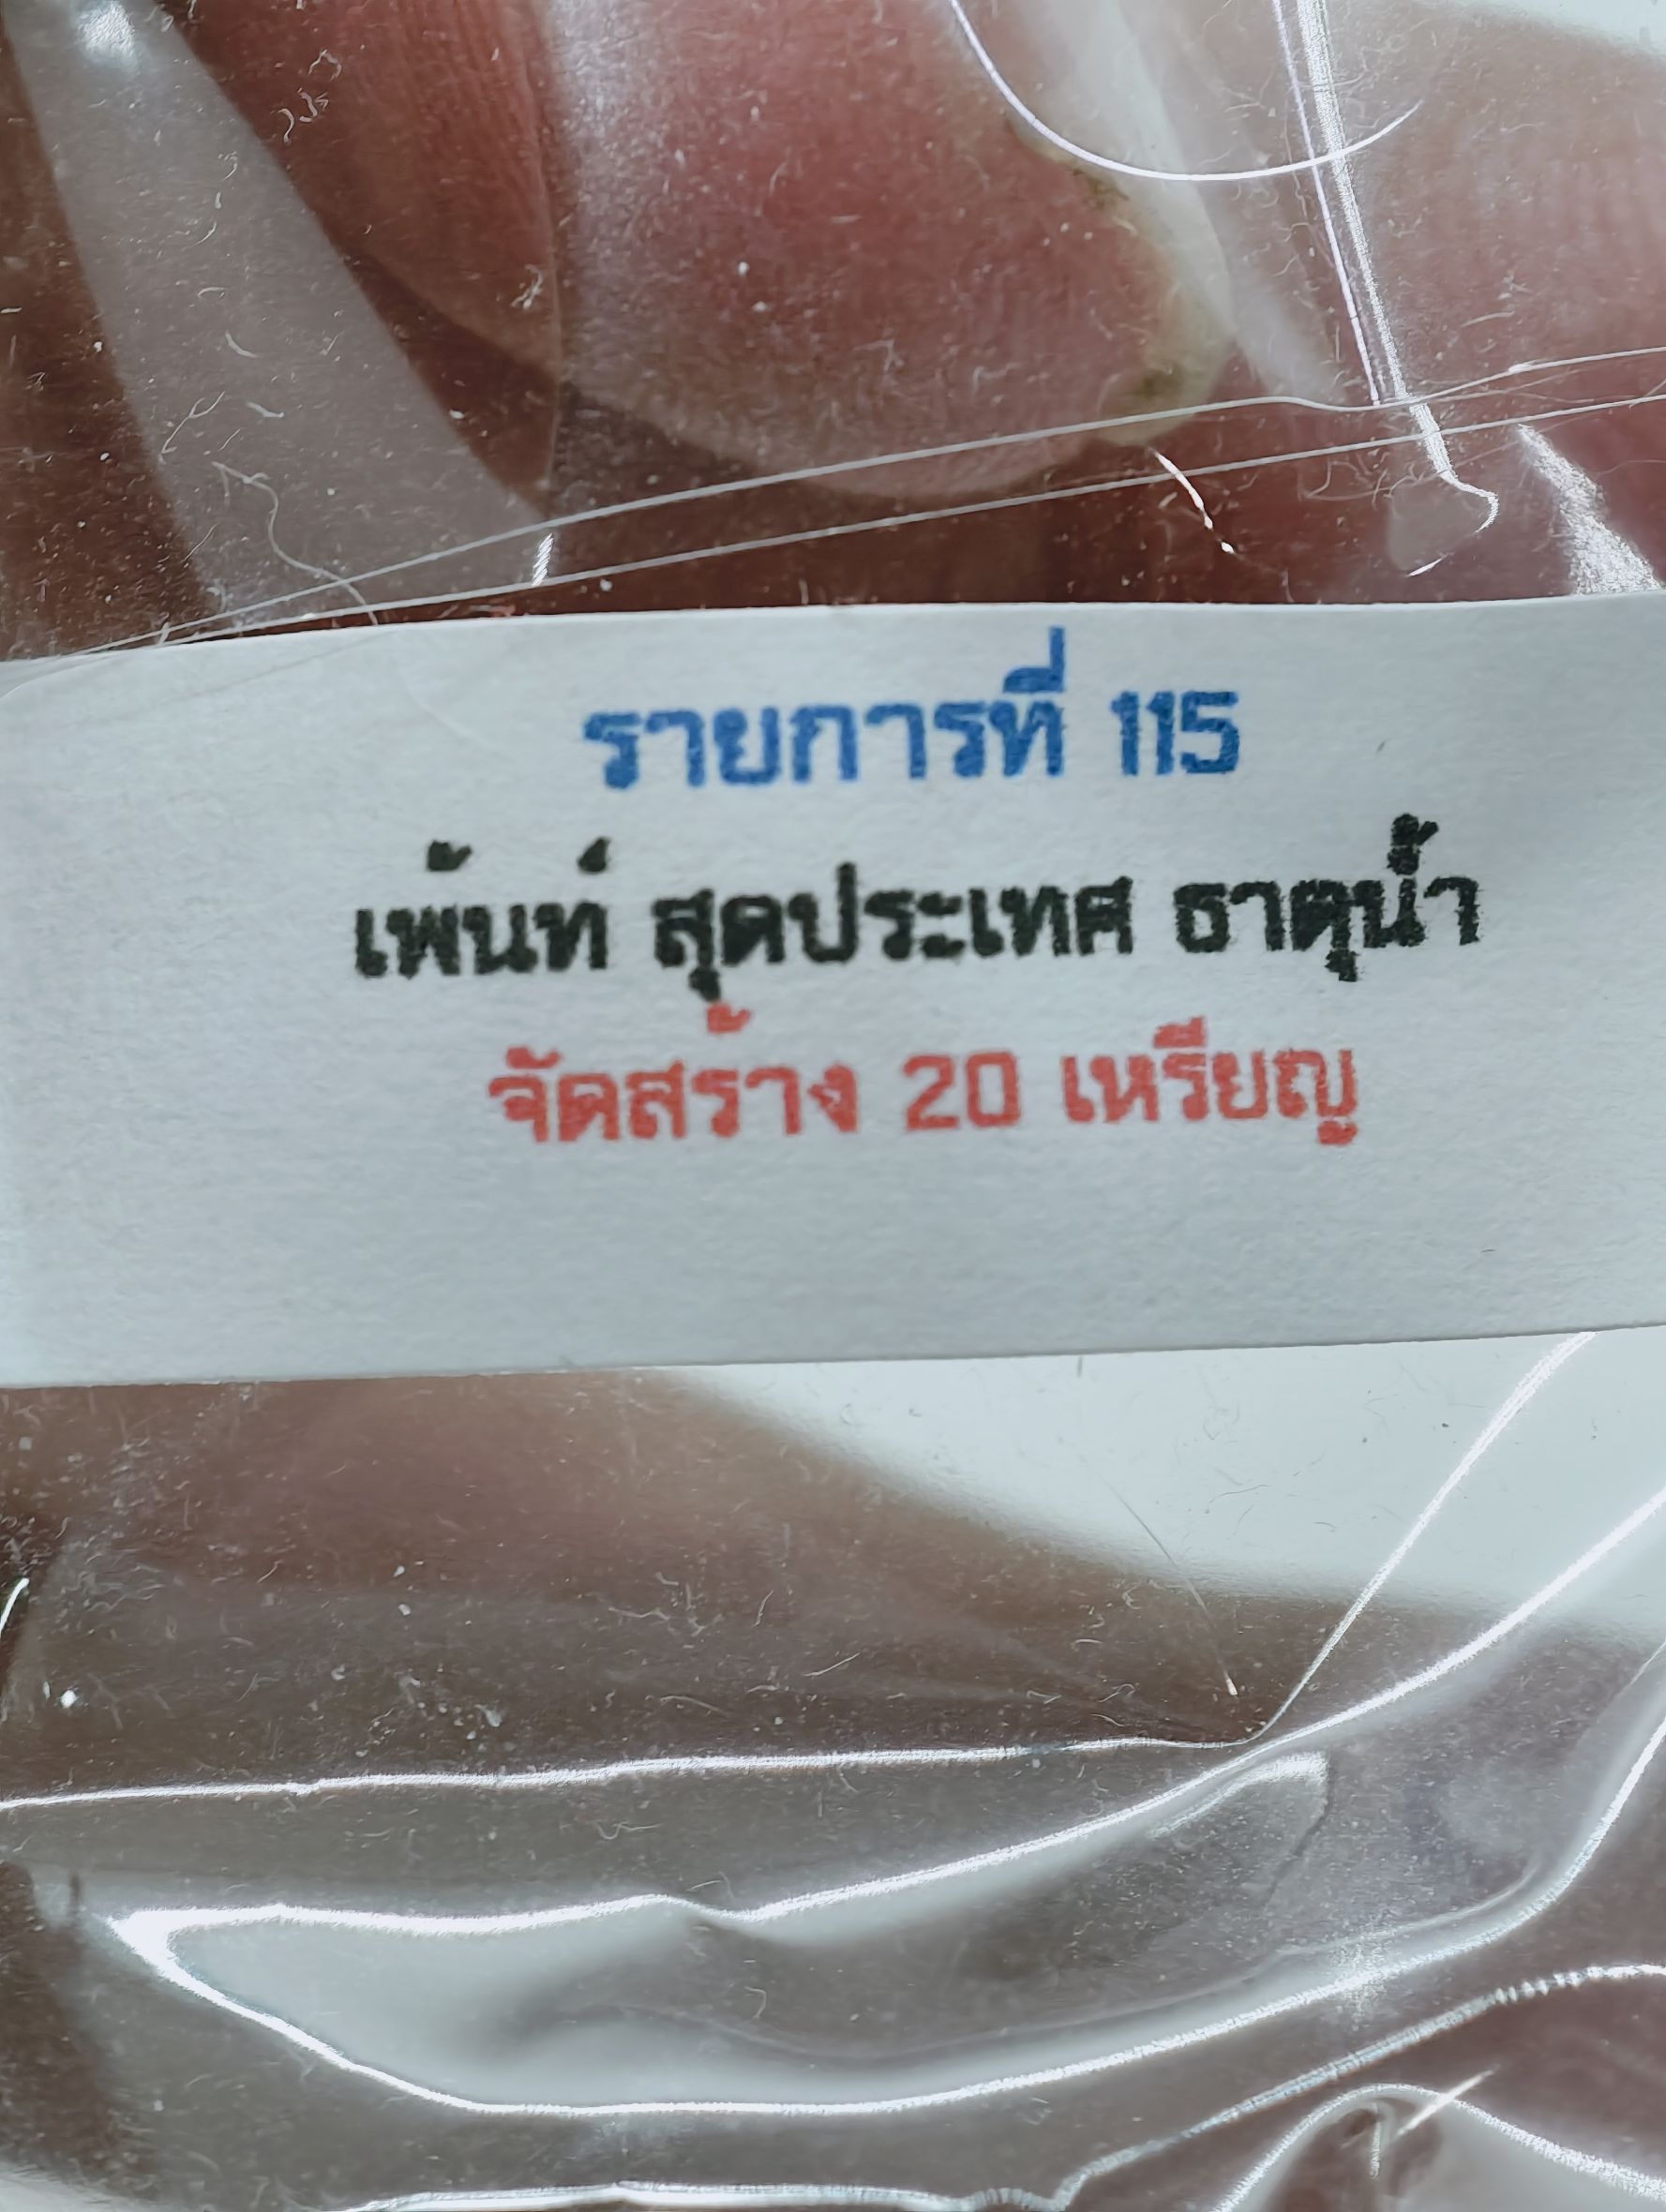 รายการที่ 115
เพ้นท์ สุดประเทศ ธาตุน้ำ
จัดสร้าง 20 เหรียญ